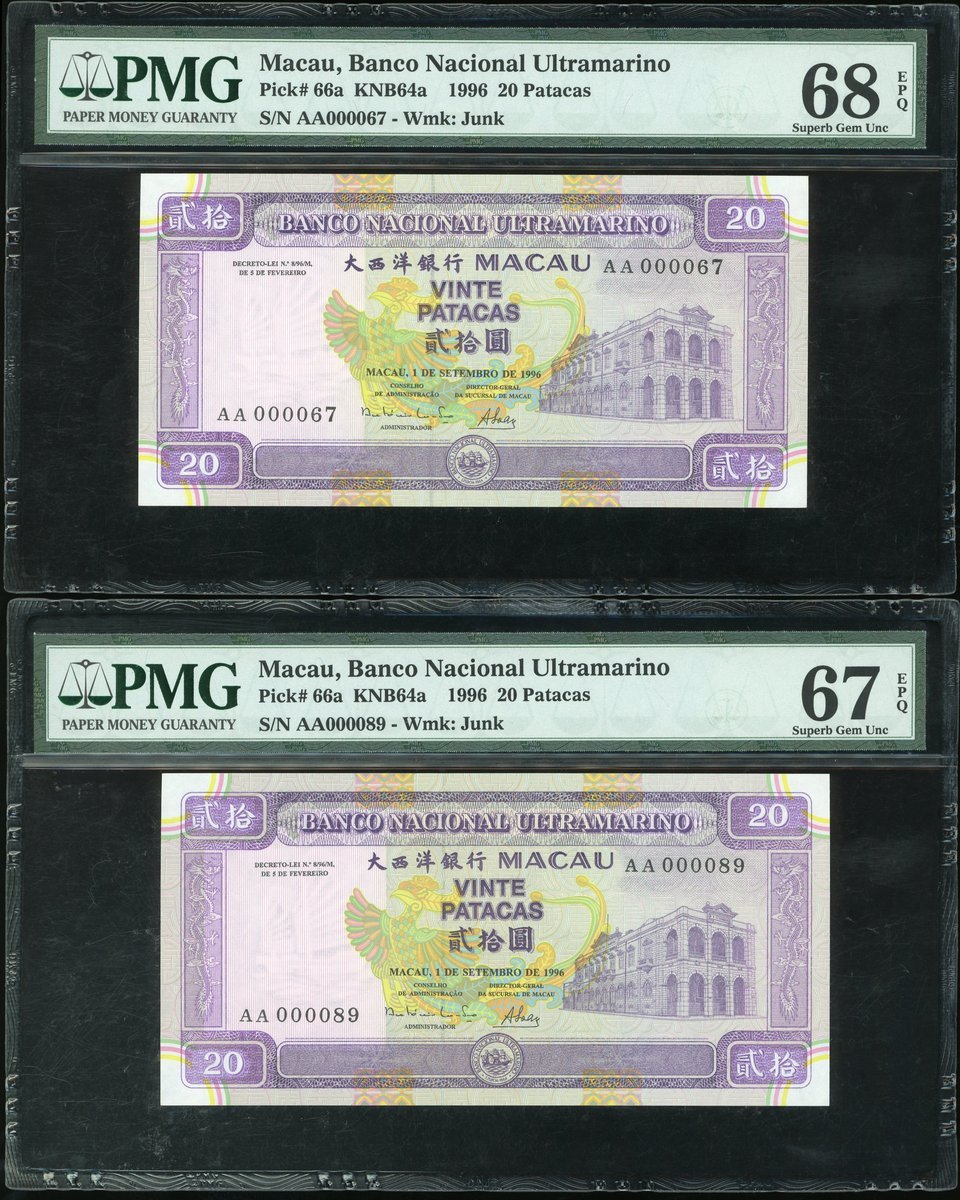 PMG
PAPER MONEY GUARANTY
Macau, Banco Nacional Ultramarino
Pick# 66a KNB64a 1996 20 Patacas
S/N AA000067 - Wmk: Junk
68
EPQ
Superb Gem Unc
貳拾
BANCO NACIONAL ULTRAMARINO
20
DECRETO-LEI N.º 8/96/M,
DE 5 DE FEVEREIRO
大西洋銀行 MACAU AA000067
VINTE
PATACAS
貳拾圓
MACAU, 1 DE SETEMBRO DE 1996
CONSELHO DE ADMINISTRAÇÃO
DIRECTOR-GERAL DA SUCURSAL DE MACAU
AA000067
ADMINISTRADOR
20
貳拾
PMG
PAPER MONEY GUARANTY
Macau, Banco Nacional Ultramarino
Pick# 66a KNB64a 1996 20 Patacas
S/N AA000089 - Wmk: Junk
67
EPQ
Superb Gem Unc
貳拾
BANCO NACIONAL ULTRAMARINO
20
DECRETO-LEI N.º 8/96/M,
DE 5 DE FEVEREIRO
大西洋銀行 MACAU AA000089
VINTE
PATACAS
貳拾圓
MACAU, 1 DE SETEMBRO DE 1996
CONSELHO DE ADMINISTRAÇÃO
DIRECTOR-GERAL DA SUCURSAL DE MACAU
AA000089
ADMINISTRADOR
20
貳拾